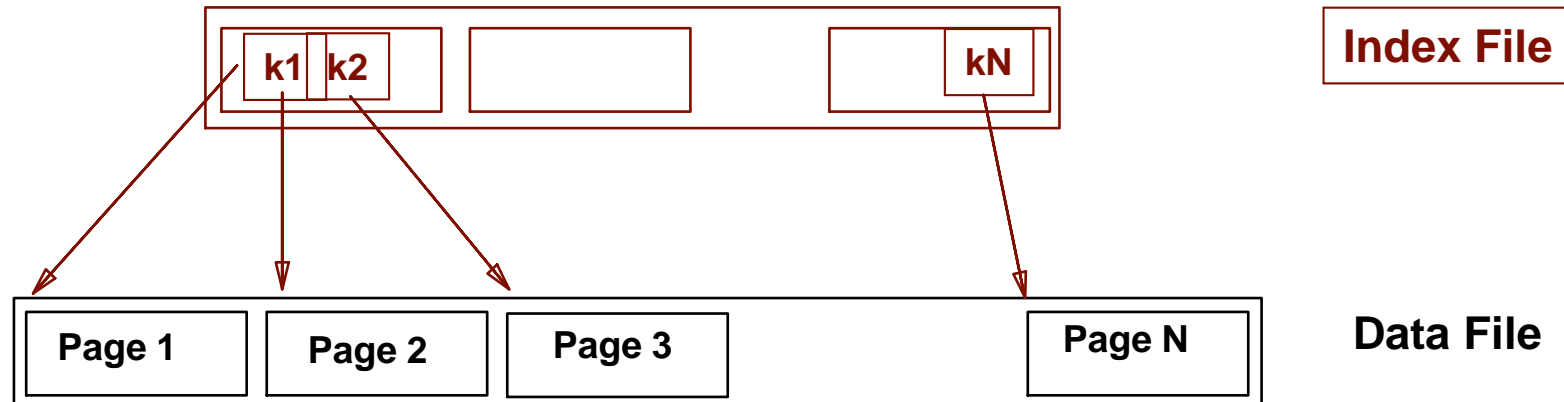 k1 k2 kN Index File
Page 1 Page 2 Page 3 Page N Data File